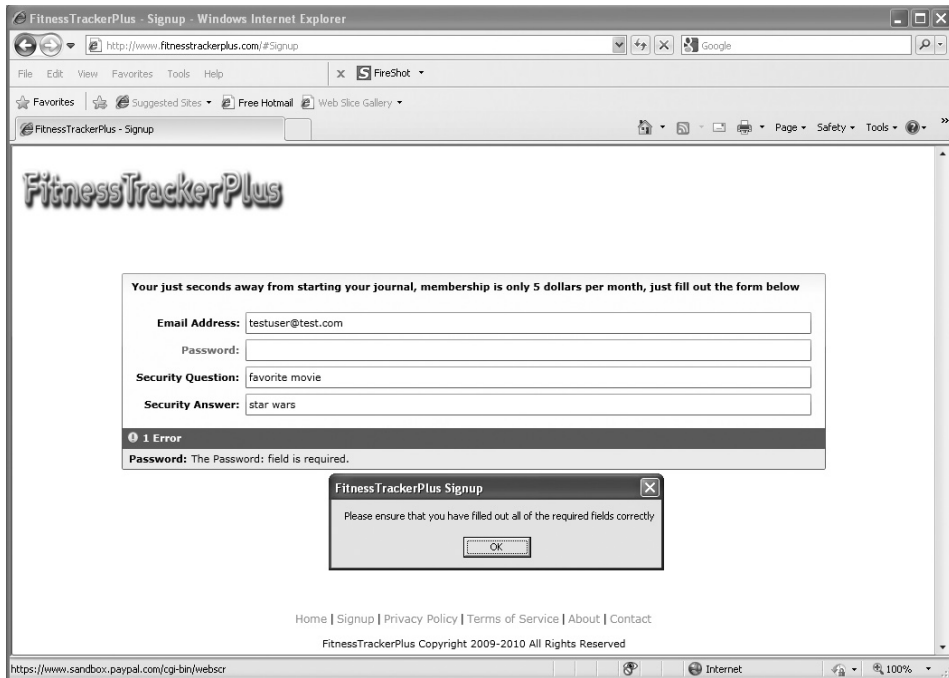 FitnessTrackerPlus - Signup - Windows Internet Explorer
http://www.fitnesstrackerplus.com/#Signup
Google
File Edit View Favorites Tools Help x FireShot
Favorites Suggested Sites Free Hotmail Web Slice Gallery
FitnessTrackerPlus - Signup Page Safety Tools
FitnessTrackerPlus
Your just seconds away from starting your journal, membership is only 5 dollars per month, just fill out the form below
Email Address: testuser@test.com
Password:
Security Question: favorite movie
Security Answer: star wars
1 Error
Password: The Password: field is required.
FitnessTrackerPlus Signup
Please ensure that you have filled out all of the required fields correctly
OK
Home | Signup | Privacy Policy | Terms of Service | About | Contact
FitnessTrackerPlus Copyright 2009-2010 All Rights Reserved
https://www.sandbox.paypal.com/cgi-bin/webscr Internet 100%